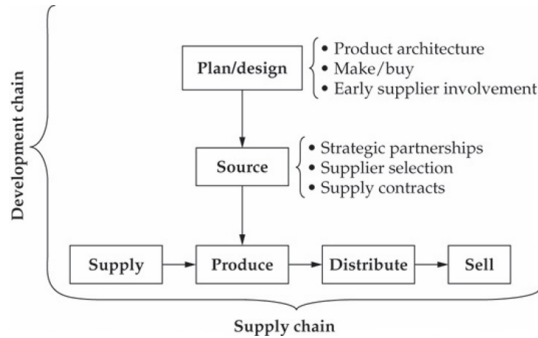 Development chain
Plan/design
• Product architecture
• Make/buy
• Early supplier involvement
Source
• Strategic partnerships
• Supplier selection
• Supply contracts
Supply
Produce
Distribute
Sell
Supply chain